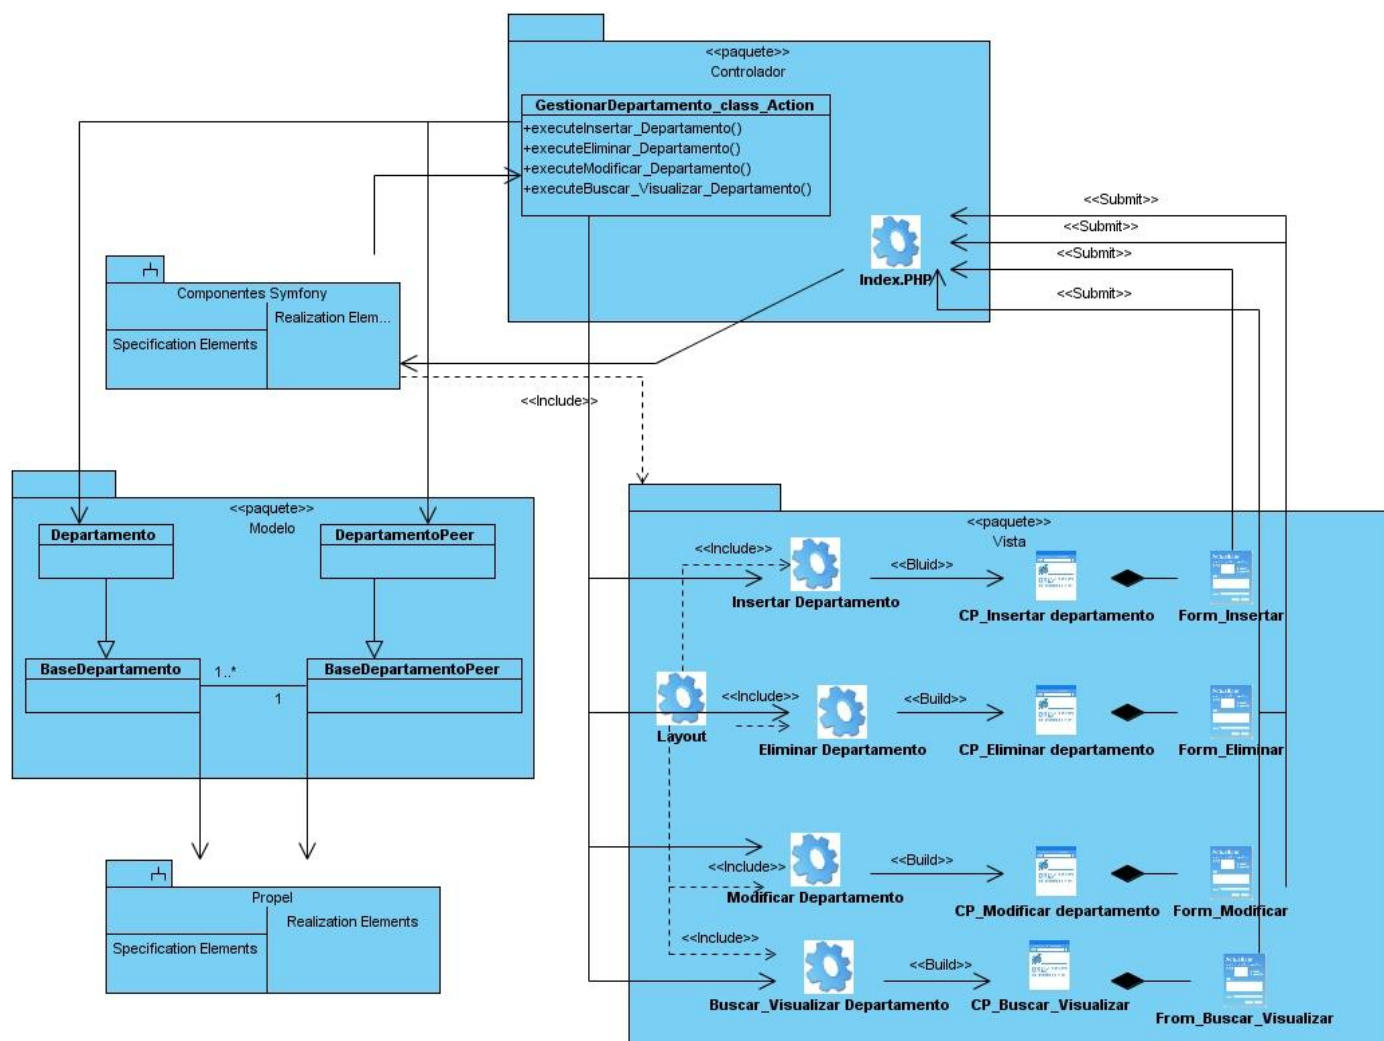 <<paquete>>
Controlador
GestionarDepartamento_class_Action
+executeInsertar_Departamento()
+executeEliminar_Departamento()
+executeModificar_Departamento()
+executeBuscar_Visualizar_Departamento()
Index.PHP
<<Submit>>
<<Submit>>
<<Submit>>
<<Submit>>
Componentes Symfony
Realization Elem...
Specification Elements
<<Include>>
<<paquete>>
Modelo
Departamento
DepartamentoPeer
BaseDepartamento
BaseDepartamentoPeer
1..*
1
Propel
Realization Elements
Specification Elements
<<paquete>>
Vista
<<Include>>
<<Bluid>>
Insertar Departamento
CP_Insertar departamento
Form_Insertar
<<Include>>
<<Build>>
Layout
Eliminar Departamento
CP_Eliminar departamento
Form_Eliminar
<<Include>>
<<Build>>
Modificar Departamento
CP_Modificar departamento
Form_Modificar
<<Include>>
<<Build>>
Buscar_Visualizar Departamento
CP_Buscar_Visualizar
From_Buscar_Visualizar